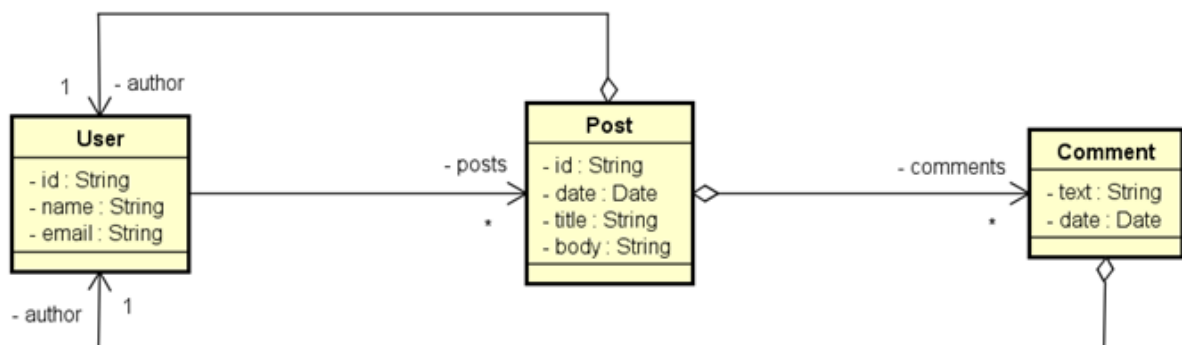 1
- author
User
- id : String
- name : String
- email : String
- author
1
- posts
*
Post
- id : String
- date : Date
- title : String
- body : String
- comments
*
Comment
- text : String
- date : Date